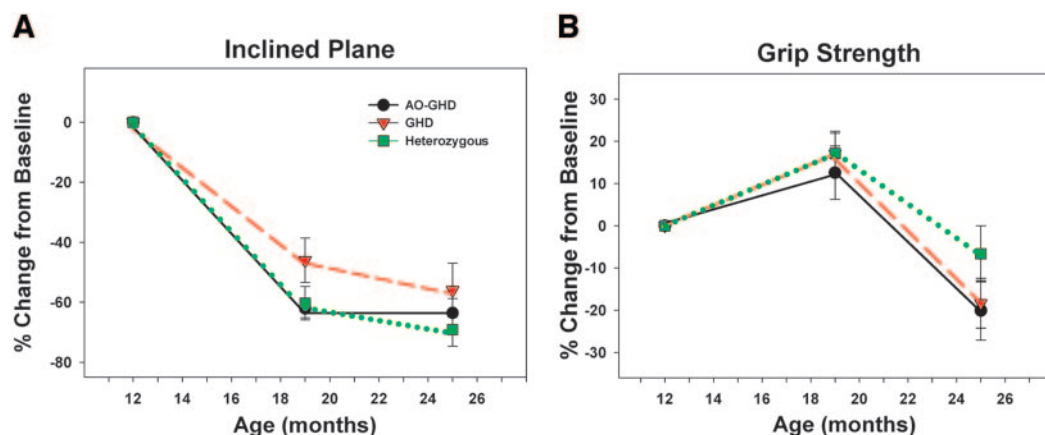 A
Inclined Plane
% Change from Baseline
0
-20
-40
-60
-80
AO-GHD
GHD
Heterozygous
12 14 16 18 20 22 24 26
Age (months)
B
Grip Strength
% Change from Baseline
30
20
10
0
-10
-20
-30
12 14 16 18 20 22 24 26
Age (months)